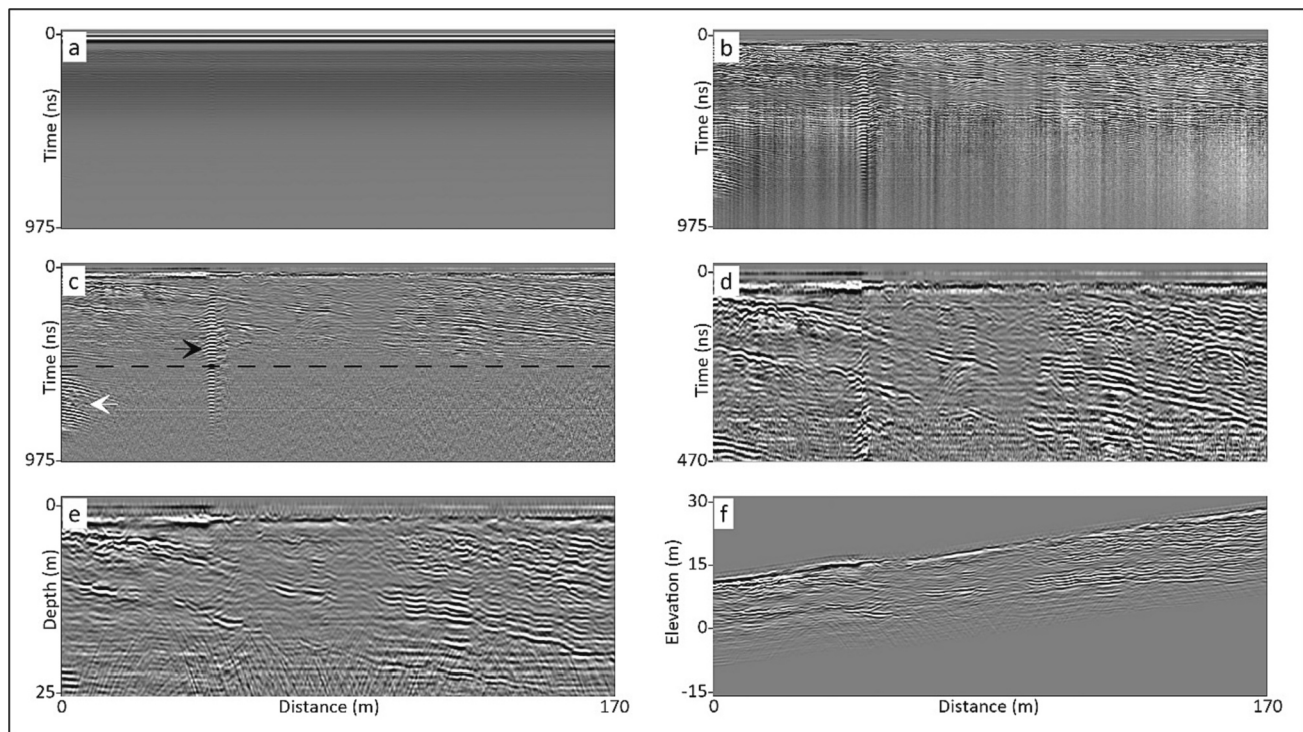 a
0
Time (ns)
975
b
0
Time (ns)
975
c
0
Time (ns)
975
d
0
Time (ns)
470
e
0
Depth (m)
25
0
Distance (m)
170
f
30
15
0
-15
Elevation (m)
0
Distance (m)
170